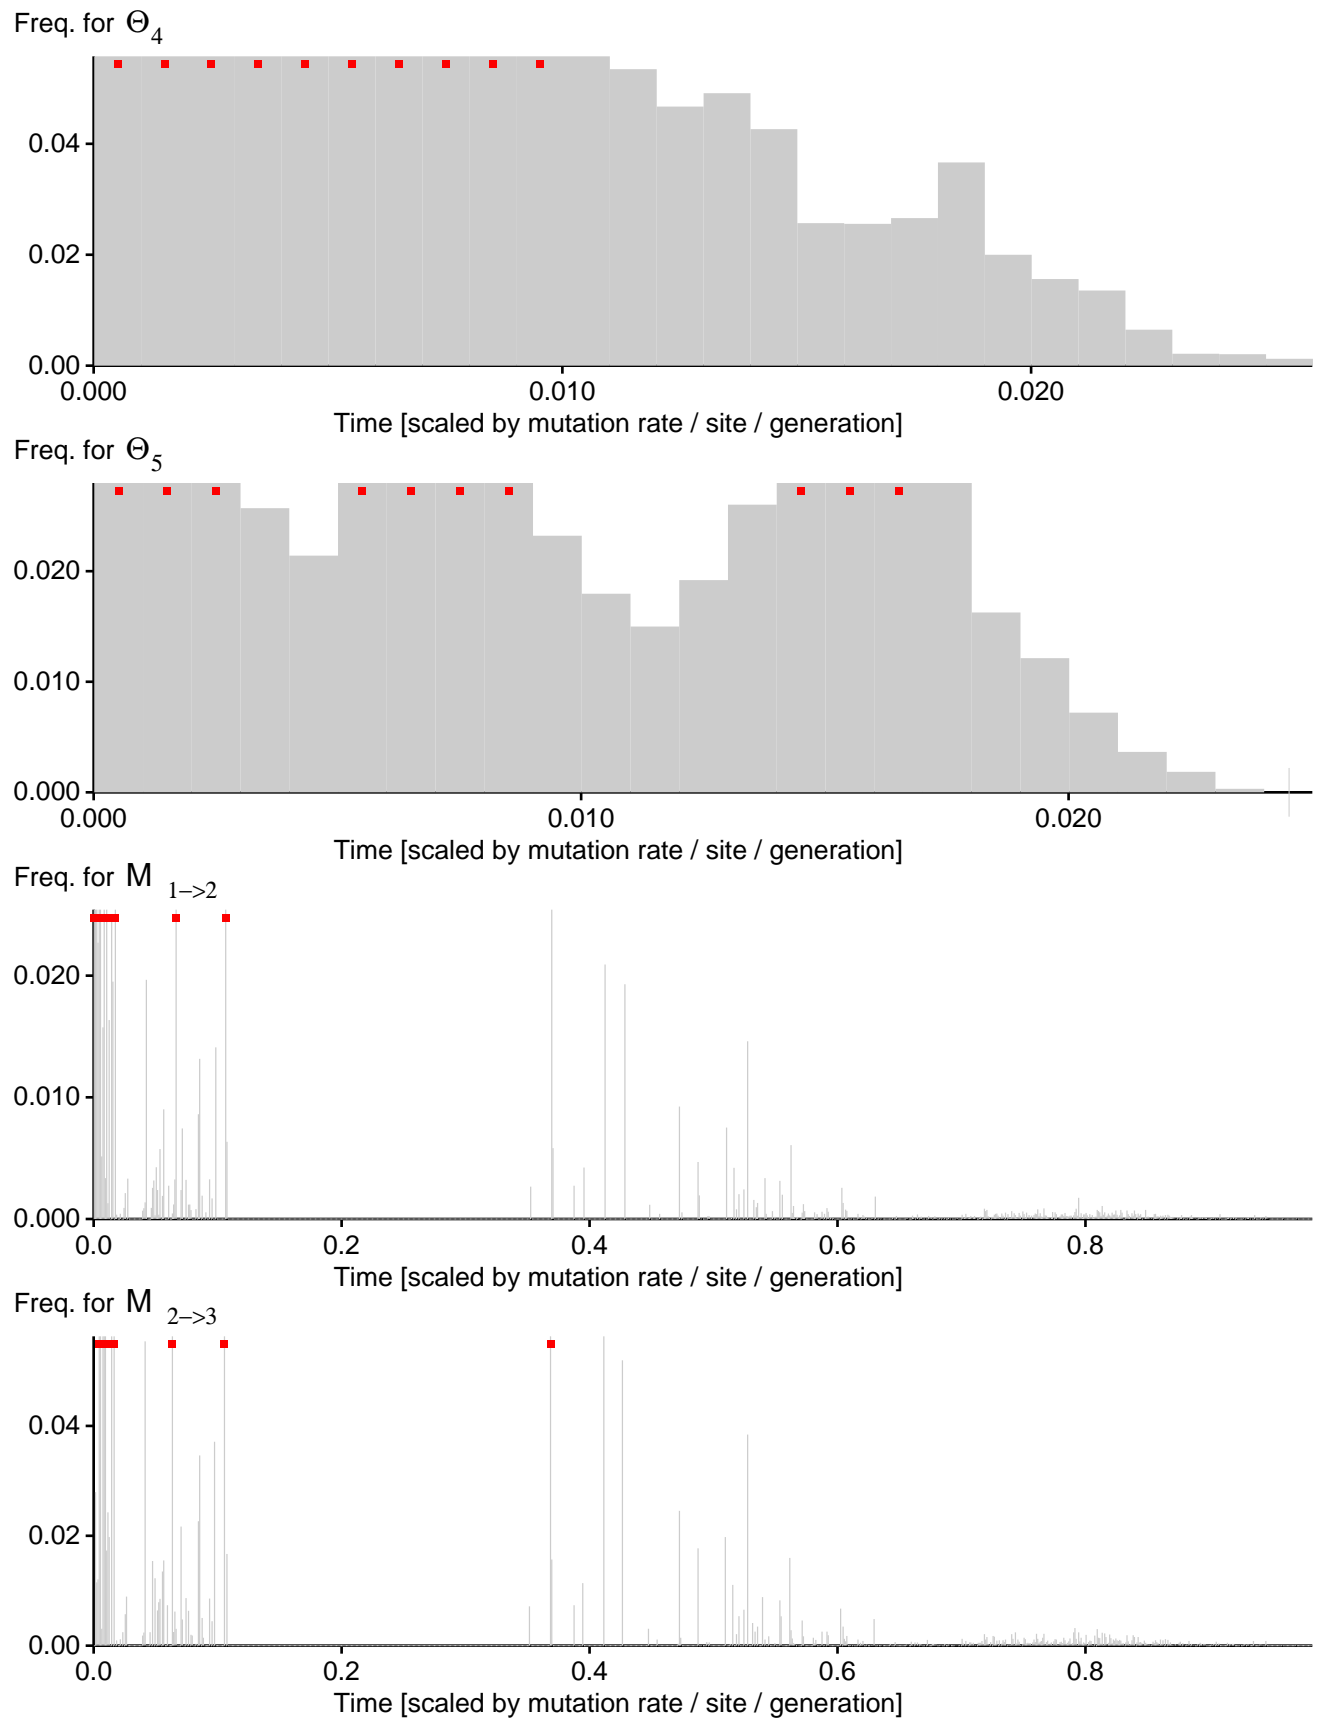 Freq. for Θ4
0.04
0.02
0.00
0.000 0.010 0.020
Time [scaled by mutation rate / site / generation]
Freq. for Θ5
0.020
0.010
0.000
0.000 0.010 0.020
Time [scaled by mutation rate / site / generation]
Freq. for M 1−>2
0.020
0.010
0.000
0.0 0.2 0.4 0.6 0.8
Time [scaled by mutation rate / site / generation]
Freq. for M 2−>3
0.04
0.02
0.00
0.0 0.2 0.4 0.6 0.8
Time [scaled by mutation rate / site / generation]